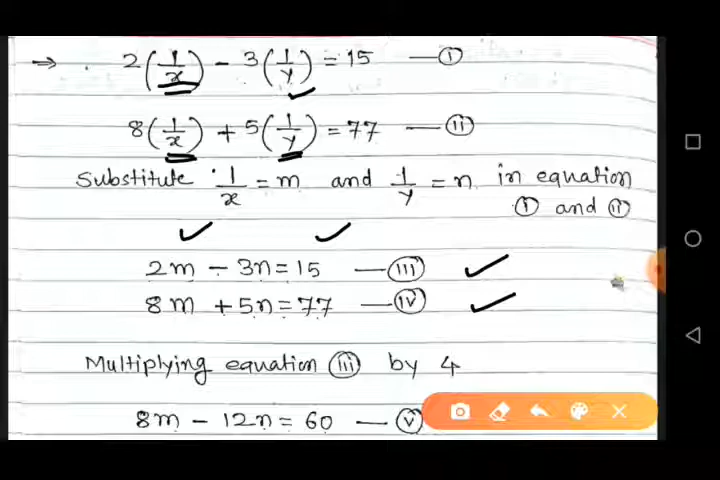 → 2(1/x) - 3(1/y) = 15 — (i)
8(1/x) + 5(1/y) = 77 — (ii)
Substitute 1/x = m and 1/y = n in equation
(i) and (ii)
2m - 3n = 15 — (iii)
8m + 5n = 77 — (iv)
Multiplying equation (iii) by 4
8m - 12n = 60 — (v)